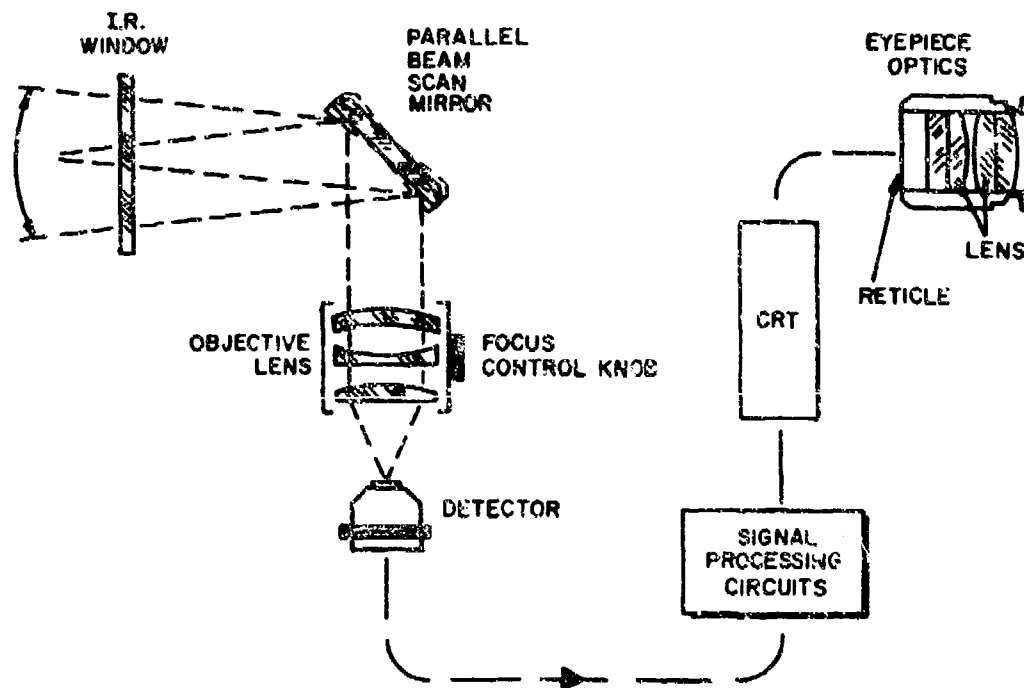 I.R.
WINDOW
PARALLEL
BEAM
SCAN
MIRROR
EYEPIECE
OPTICS
LENS
RETICLE
CRT
OBJECTIVE
LENS
FOCUS
CONTROL KNOB
DETECTOR
SIGNAL
PROCESSING
CIRCUITS